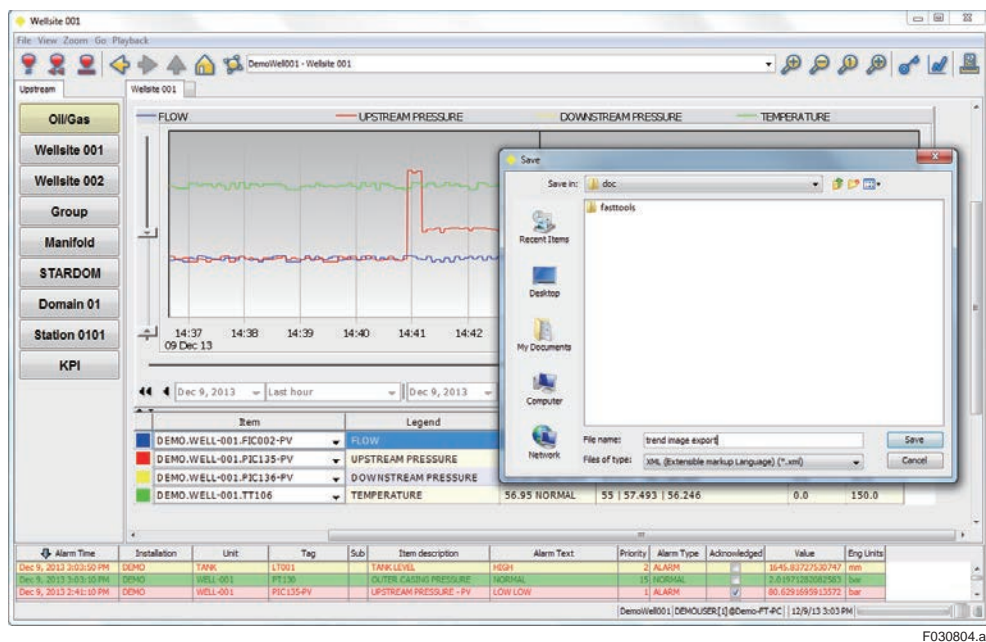 Wellsite 001
File View Zoom Go Playback
DemoWell001 - Wellsite 001
Upstream
Wellsite 001
Oil/Gas
Wellsite 001
Wellsite 002
Group
Manifold
STARDOM
Domain 01
Station 0101
KPI
FLOW UPSTREAM PRESSURE DOWNSTREAM PRESSURE TEMPERATURE
14:37 14:38 14:39 14:40 14:41 14:42
09 Dec 13
Dec 9, 2013 Last hour Dec 9, 2013
Save
Save in: doc
fasttools
Recent Items
Desktop
My Documents
Computer
Network
File name: trend image export Save
Files of type: XML (Extensible markup Language) (*.xml) Cancel
Item Legend
DEMO.WELL-001.FIC002-PV FLOW
DEMO.WELL-001.PIC135-PV UPSTREAM PRESSURE
DEMO.WELL-001.PIC136-PV DOWNSTREAM PRESSURE
DEMO.WELL-001.TT106 TEMPERATURE 56.95 NORMAL 55 | 57.493 | 56.246 0.0 150.0
Alarm Time Installation Unit Tag Sub Item description Alarm Text Priority Alarm Type Acknowledged Value Eng Units
Dec 9, 2013 3:03:50 PM DEMO TANK LT001 TANK LEVEL HIGH 2 ALARM 1645.83727530747 mm
Dec 9, 2013 3:03:10 PM DEMO WELL-001 PT130 OUTER CASING PRESSURE NORMAL 15 NORMAL 2.01971282082583 bar
Dec 9, 2013 2:41:10 PM DEMO WELL-001 PIC135-PV UPSTREAM PRESSURE - PV LOW LOW 1 ALARM 80.6291695913572 bar
DemoWell001 DEMOUSER[1]@Demo-FT-PC 12/9/13 3:03 PM
F030804.ai